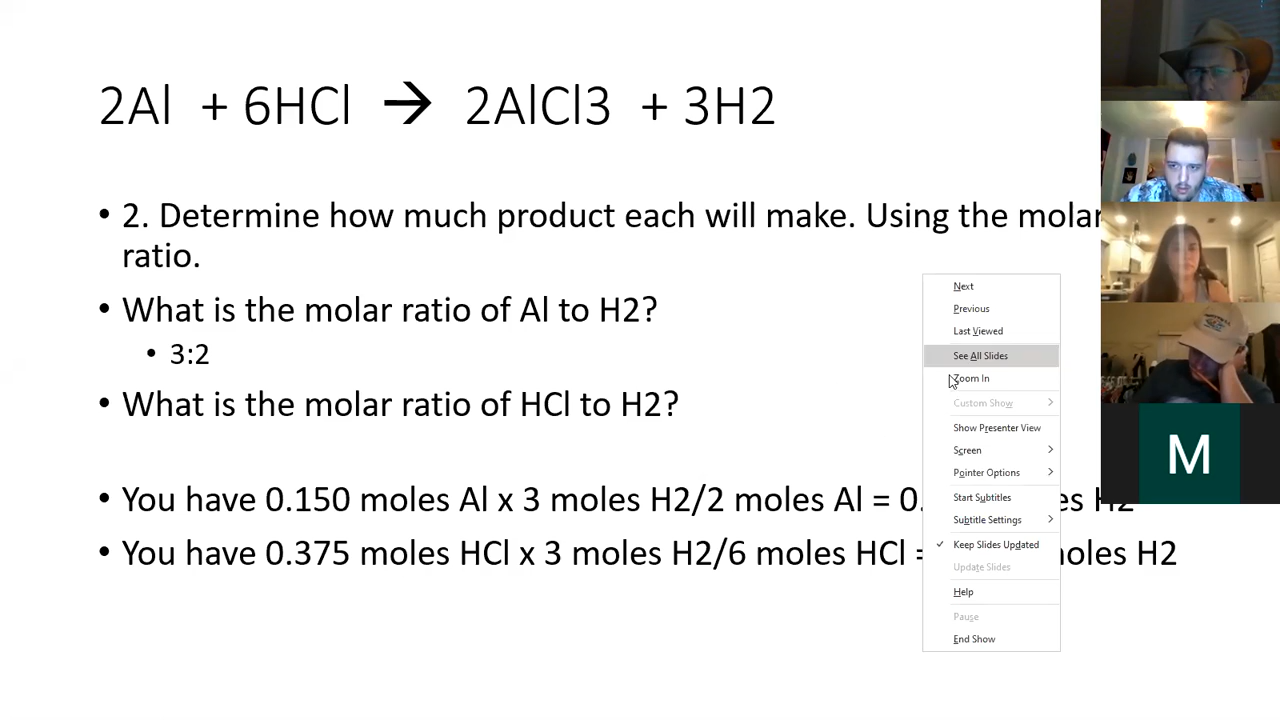 2Al + 6HCl → 2AlCl3 + 3H2
• 2. Determine how much product each will make. Using the molar
ratio.
• What is the molar ratio of Al to H2?
• 3:2
• What is the molar ratio of HCl to H2?
• You have 0.150 moles Al x 3 moles H2/2 moles Al = 0. H2
• You have 0.375 moles HCl x 3 moles H2/6 moles HCl = moles H2
Next
Previous
Last Viewed
See All Slides
Zoom In
Custom Show
Show Presenter View
Screen
Pointer Options
Start Subtitles
Subtitle Settings
✓ Keep Slides Updated
Update Slides
Help
Pause
End Show
M